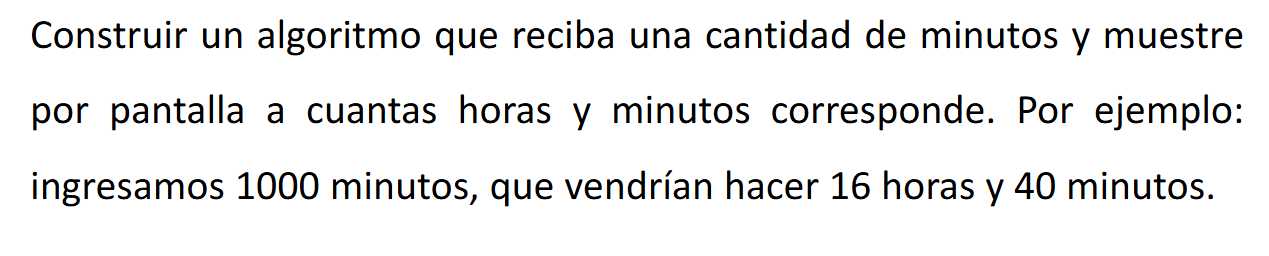 Construir un algoritmo que reciba una cantidad de minutos y muestre
por pantalla a cuantas horas y minutos corresponde. Por ejemplo:
ingresamos 1000 minutos, que vendrían hacer 16 horas y 40 minutos.